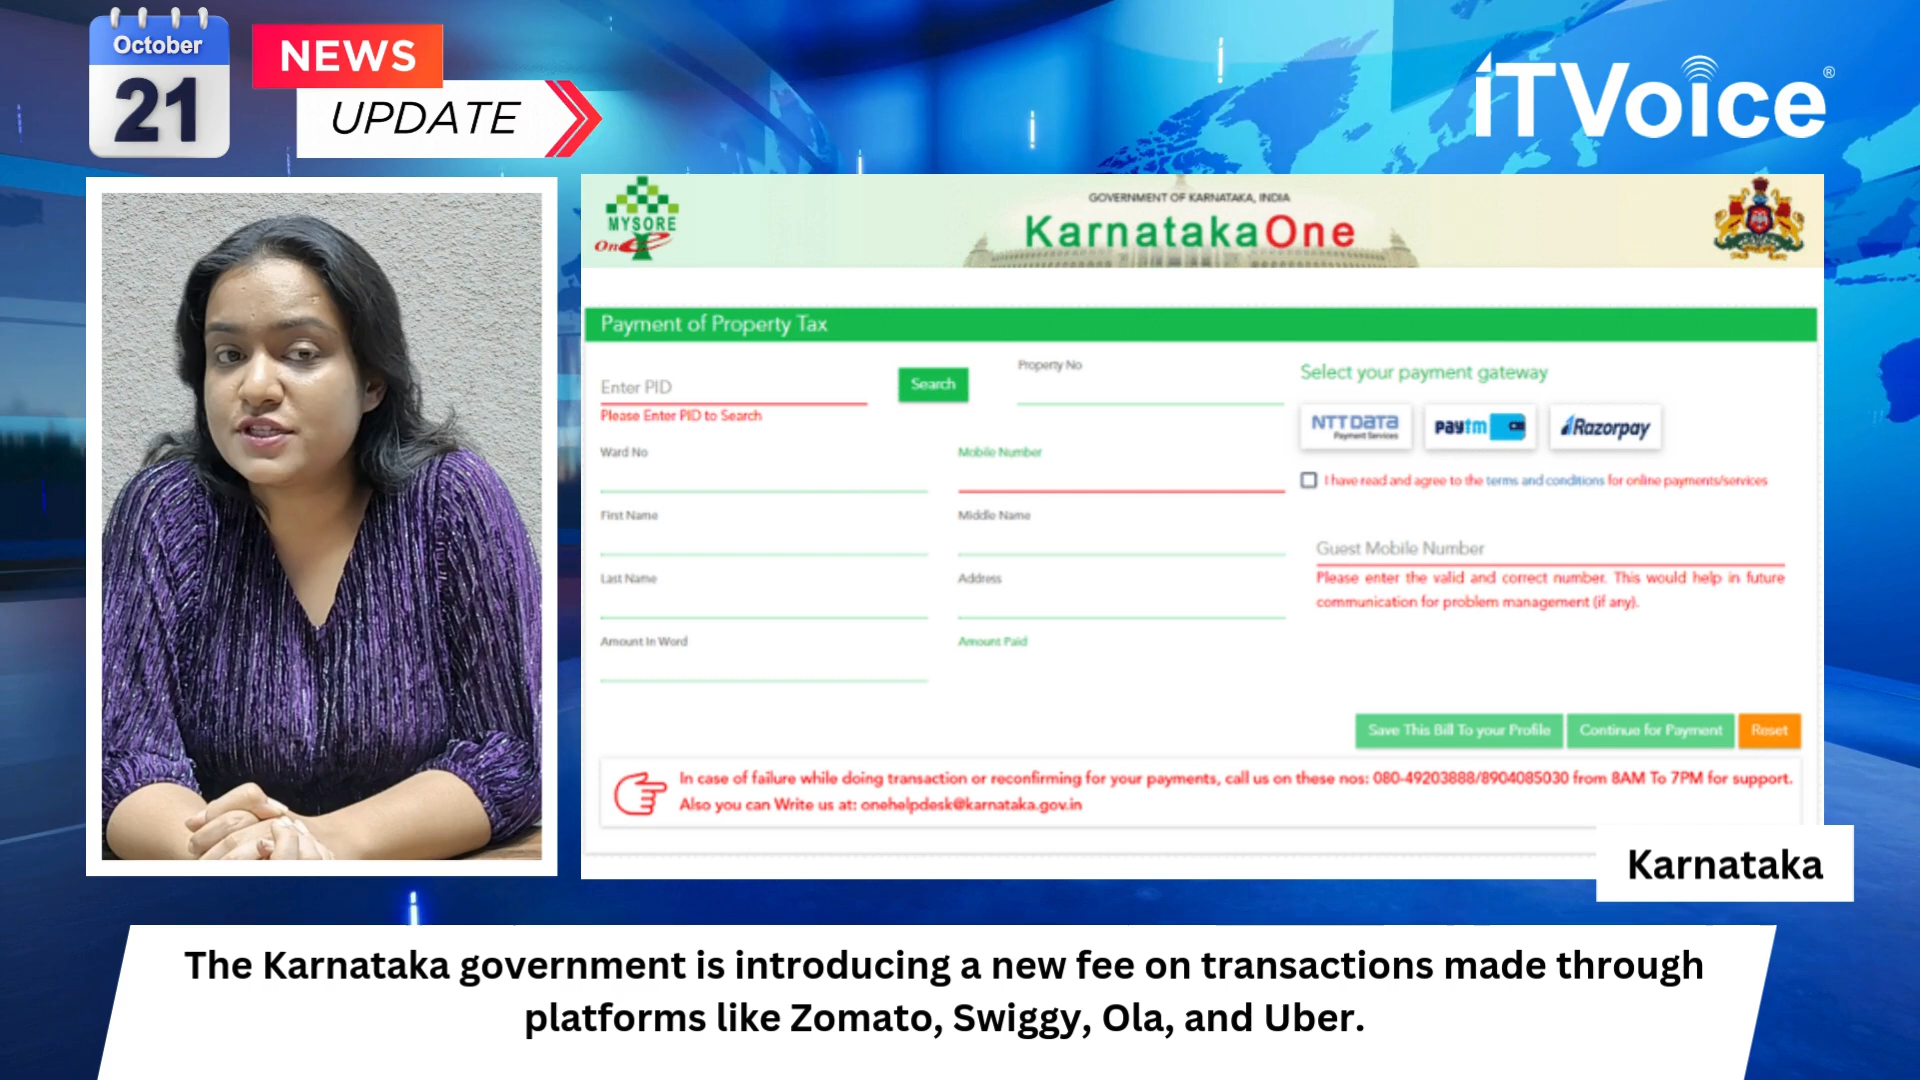 October
21
NEWS
UPDATE
iTVoice®
MYSORE
One
GOVERNMENT OF KARNATAKA, INDIA
KarnatakaOne
Payment of Property Tax
Enter PID
Search
Please Enter PID to Search
Property No
Ward No
Mobile Number
First Name
Middle Name
Last Name
Address
Amount In Word
Amount Paid
Select your payment gateway
NTT DATA
Payment Services
paytm
Razorpay
I have read and agree to the terms and conditions for online payments/services
Guest Mobile Number
Please enter the valid and correct number. This would help in future
communication for problem management (if any).
Save This Bill To your Profile
Continue for Payment
Reset
In case of failure while doing transaction or reconfirming for your payments, call us on these nos: 080-49203888/8904085030 from 8AM To 7PM for support.
Also you can Write us at: onehelpdesk@karnataka.gov.in
Karnataka
The Karnataka government is introducing a new fee on transactions made through
platforms like Zomato, Swiggy, Ola, and Uber.